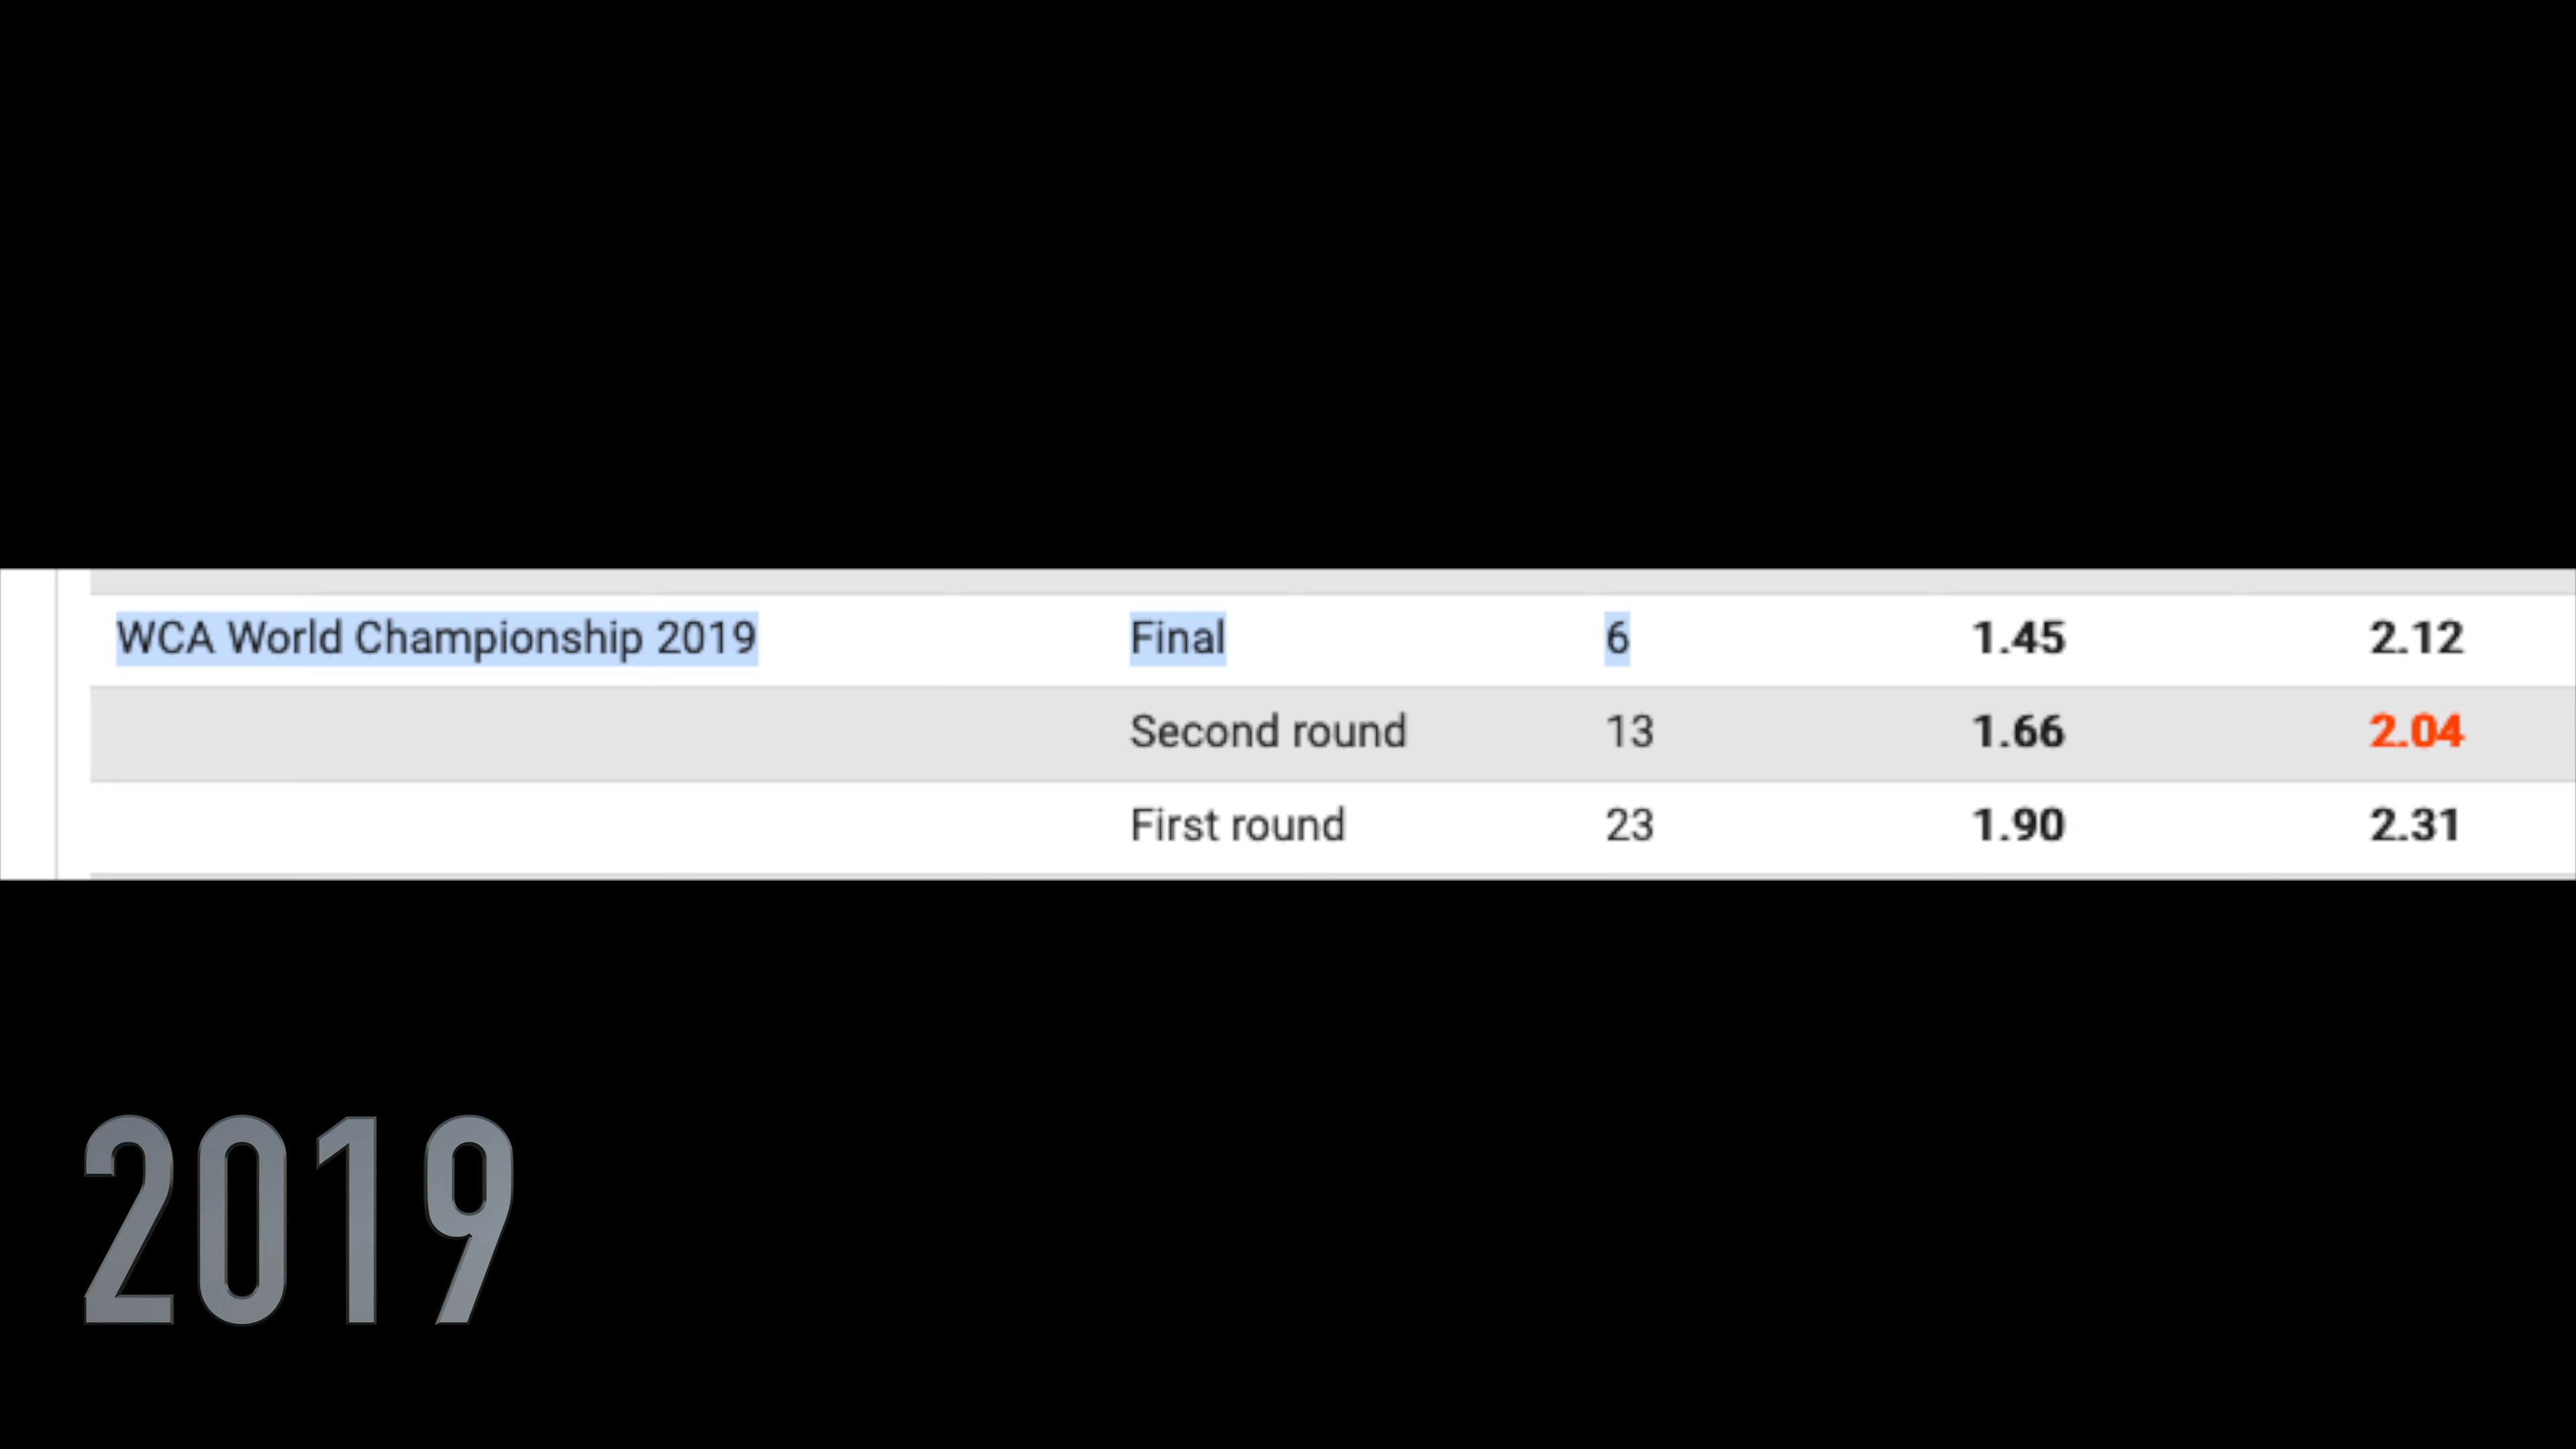 WCA World Championship 2019 Final 6 1.45 2.12
Second round 13 1.66 2.04
First round 23 1.90 2.31
2019